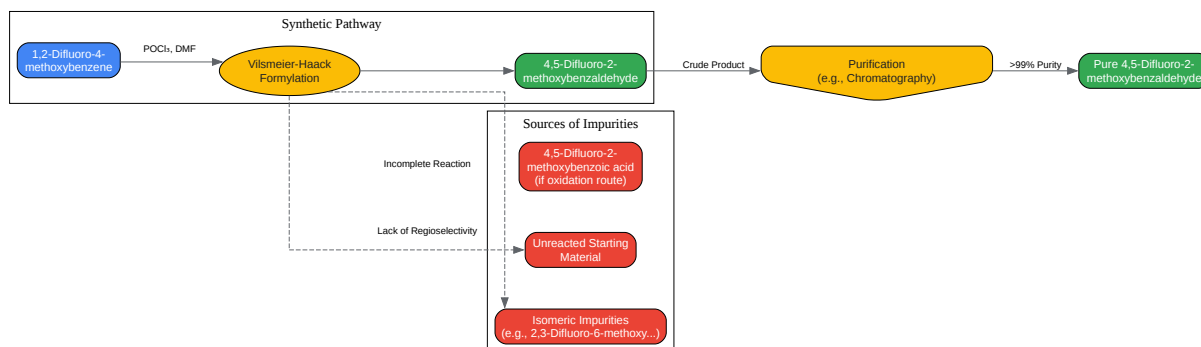 Synthetic Pathway
1,2-Difluoro-4-
methoxybenzene
POCl₃, DMF
Vilsmeier-Haack
Formylation
4,5-Difluoro-2-
methoxybenzaldehyde
Crude Product
Purification
(e.g., Chromatography)
>99% Purity
Pure 4,5-Difluoro-2-
methoxybenzaldehyde
Sources of Impurities
4,5-Difluoro-2-
methoxybenzoic acid
(if oxidation route)
Incomplete Reaction
Lack of Regioselectivity
Unreacted Starting
Material
Isomeric Impurities
(e.g., 2,3-Difluoro-6-methoxy...)